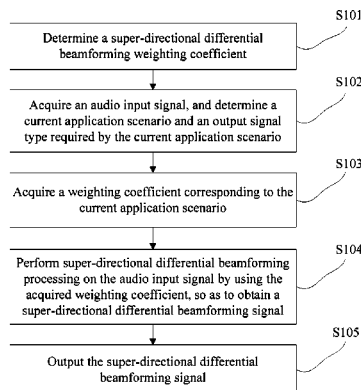 S101
Determine a super-directional differential
beamforming weighting coefficient
S102
Acquire an audio input signal, and determine a
current application scenario and an output signal
type required by the current application scenario
S103
Acquire a weighting coefficient corresponding to the
current application scenario
S104
Perform super-directional differential beamforming
processing on the audio input signal by using the
acquired weighting coefficient, so as to obtain a
super-directional differential beamforming signal
S105
Output the super-directional differential
beamforming signal